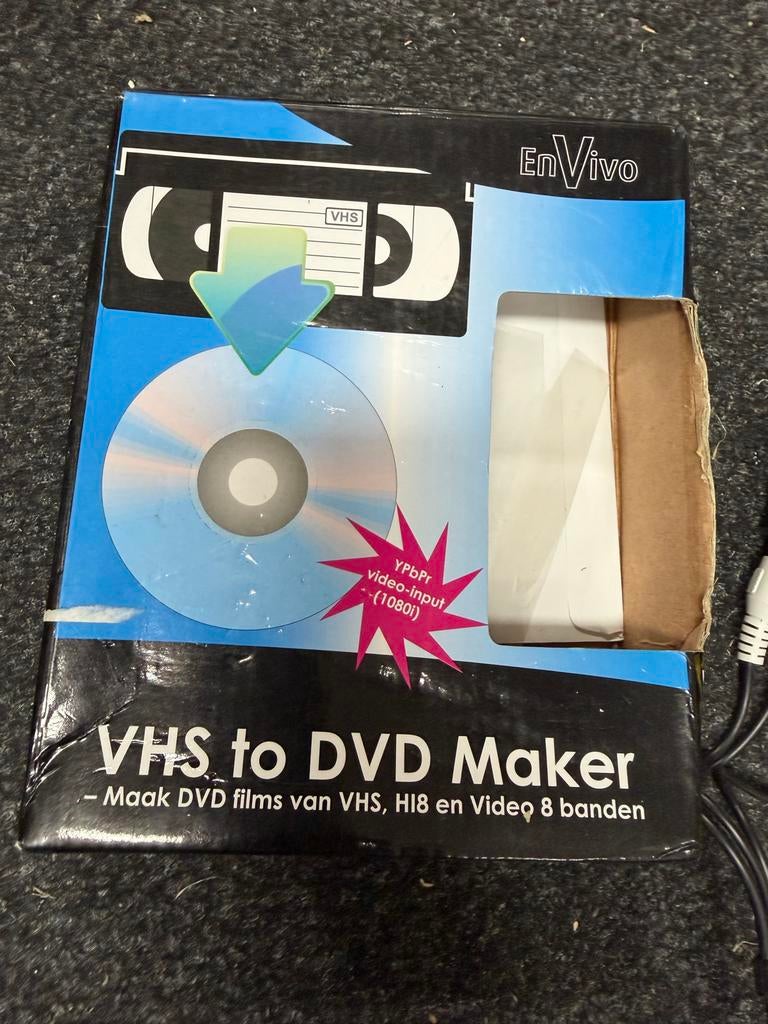 EnVivo
VHS
YPbPr
video-input
(1080i)
VHS to DVD Maker
– Maak DVD films van VHS, HI8 en Video 8 banden